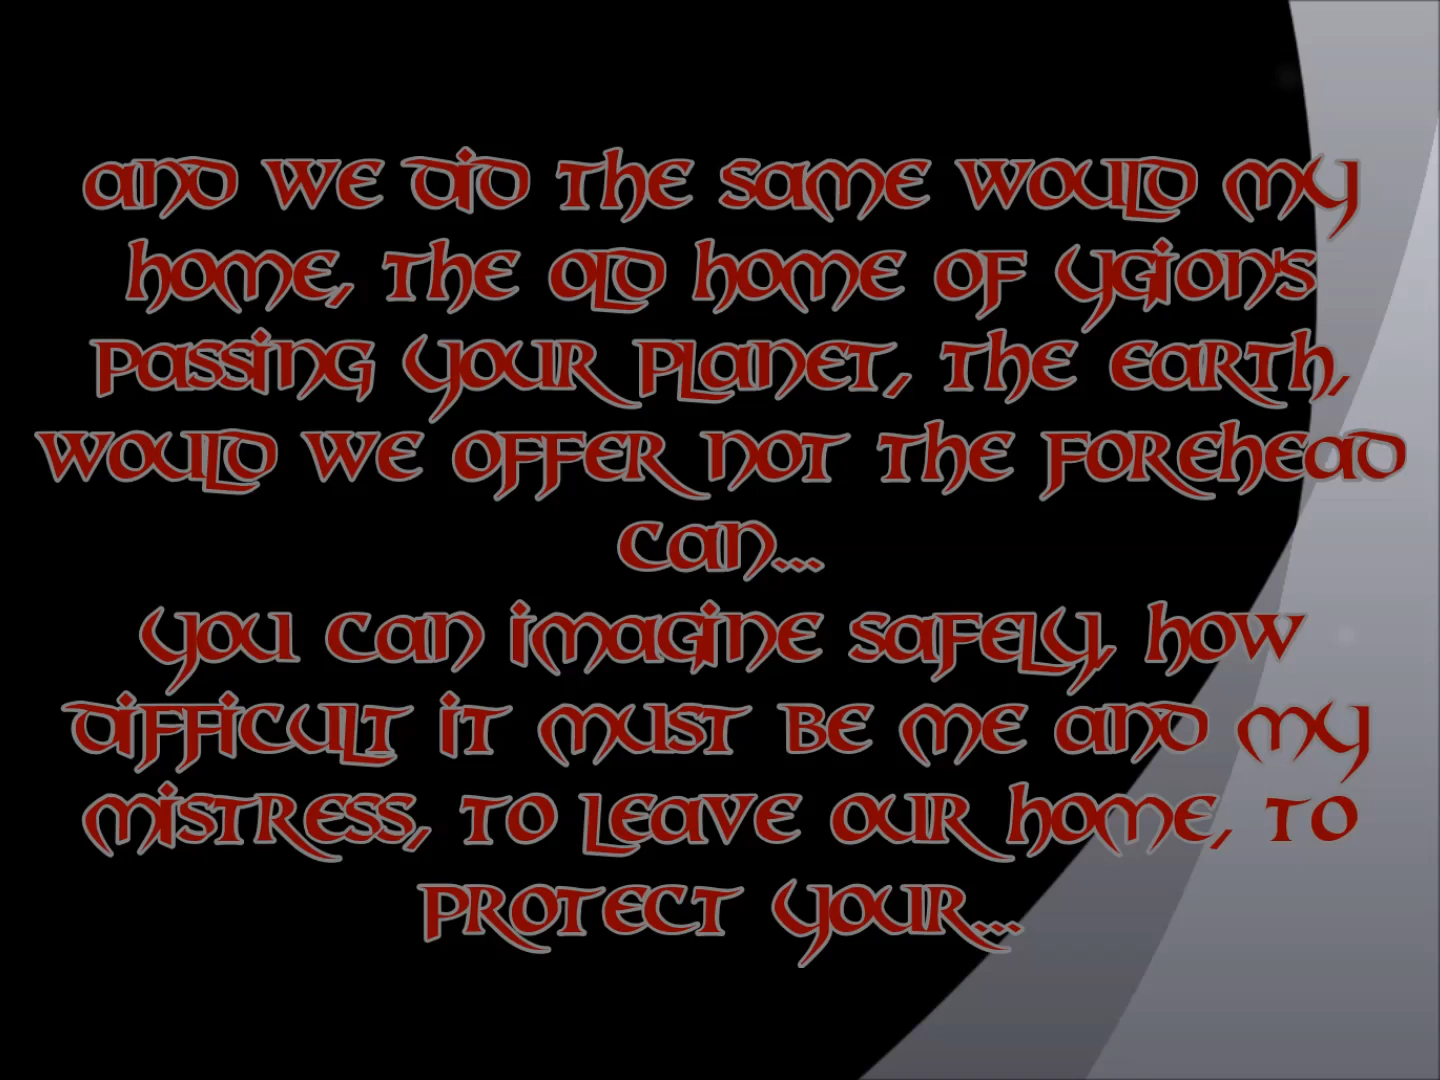 and we did the same would my
home, the old home of Ygion's
passing your planet, the Earth,
would we offer not the forehead
can...
you can imagine safely, how
difficult it must be me and my
mistress, to leave our home, to
protect your...